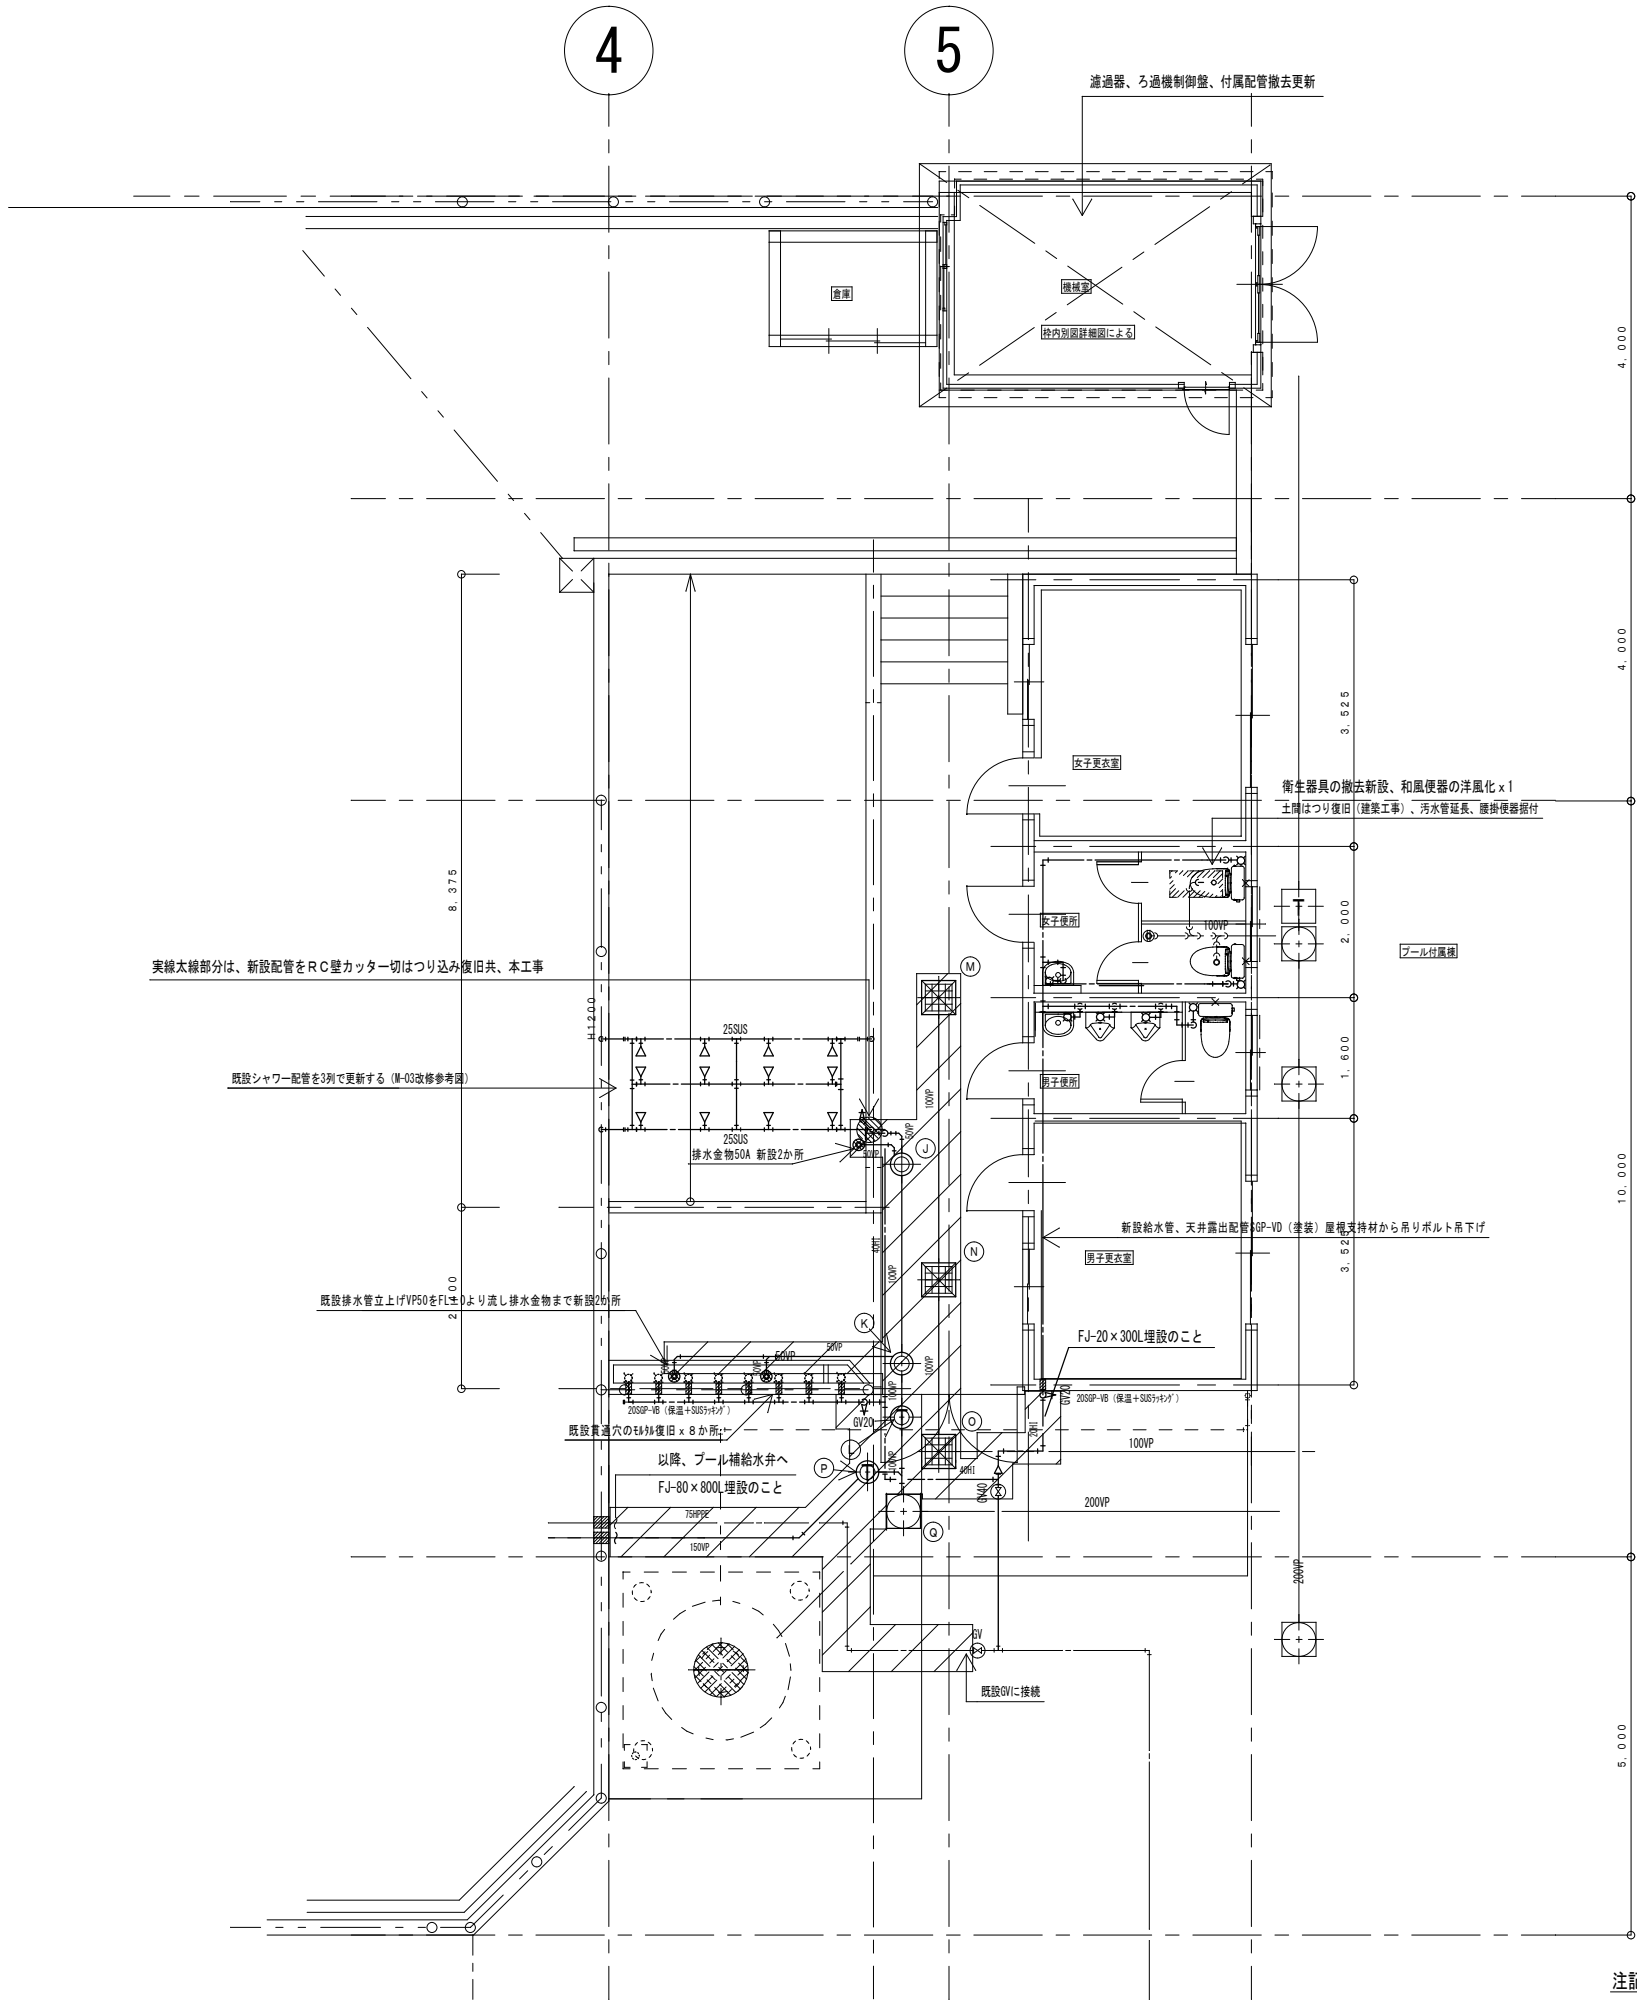 4
5
濾過器、ろ過機制御盤、付属配管撤去更新
倉庫
機械室
枠内別図詳細図による
4,000
4,000
3,525
女子更衣室
衛生器具の撤去新設、和風便器の洋風化x1
土間はつり復旧（建築工事）、汚水管延長、腰掛便器据付
8,375
T
女子便所
100VP
2,000
プール付属棟
実線太線部分は、新設配管をＲＣ壁カッター切はつり込み復旧共、本工事
M
H1200
25SUS
既設シャワー配管を3列で更新する（M-03改修参考図）
男子便所
1,600
100VP
50VP
25SUS
排水金物50A 新設2か所
50VP
J
10,000
新設給水管、天井露出配管SGP-VD（塗装）屋根支持材から吊りボルト吊下げ
40HI
N
男子更衣室
3,525
100VP
2,400
既設排水管立上げVP50をFL±0より流し排水金物まで新設2か所
K
FJ-20×300L埋設のこと
50VP
50VP
100VP
50VP
50VP
100VP
GV20
20SGP-VB（保温＋SUSラッキング）
20SGP-VB（保温＋SUSラッキング）
GV20
O
20HI
既設貫通穴のモルタル復旧x８か所
100VP
L
以降、プール補給水弁へ
P
100VP
40HI
FJ-80×800L埋設のこと
GV40
200VP
75HPPE
Q
150VP
200VP
GV
既設GVに接続
5,000
注記